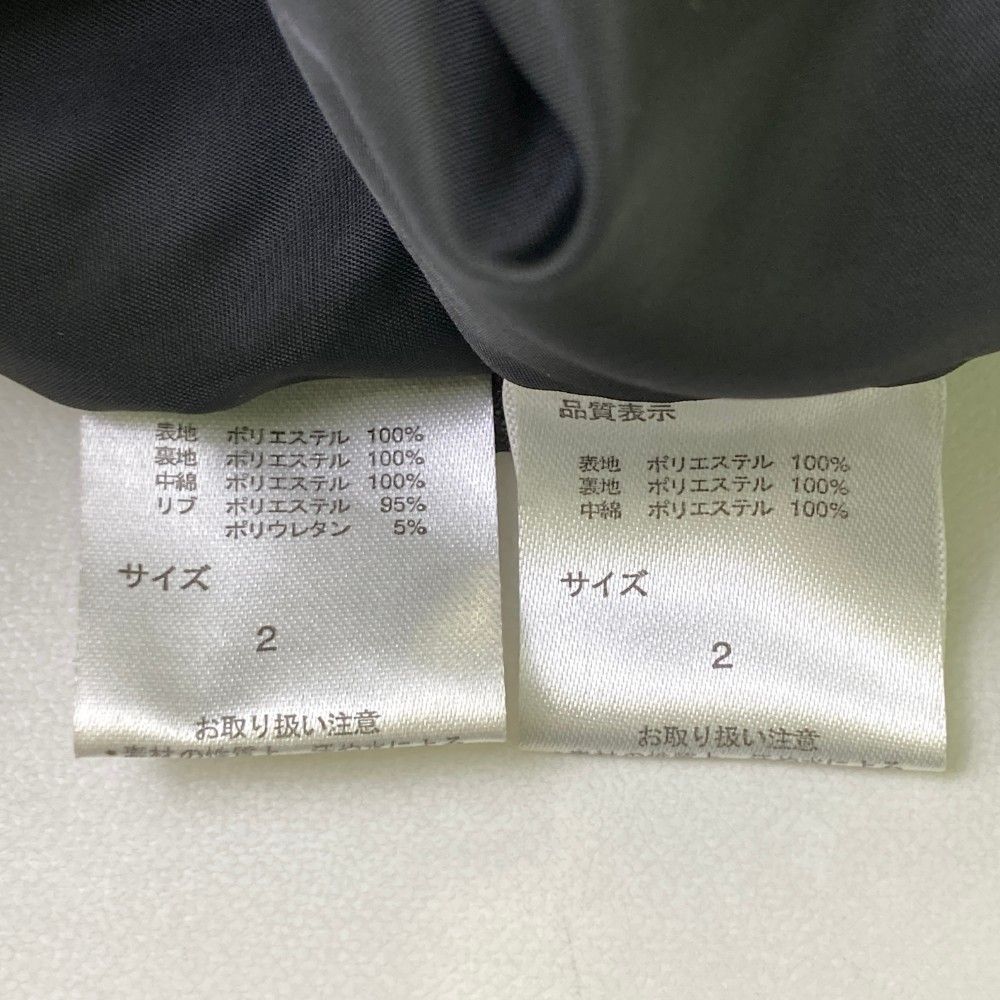 表地 ポリエステル 100%
裏地 ポリエステル 100%
中綿 ポリエステル 100%
リブ ポリエステル 95%
ポリウレタン 5%
サイズ
2
お取り扱い注意
品質表示
表地 ポリエステル 100%
裏地 ポリエステル 100%
中綿 ポリエステル 100%
サイズ
2
お取り扱い注意